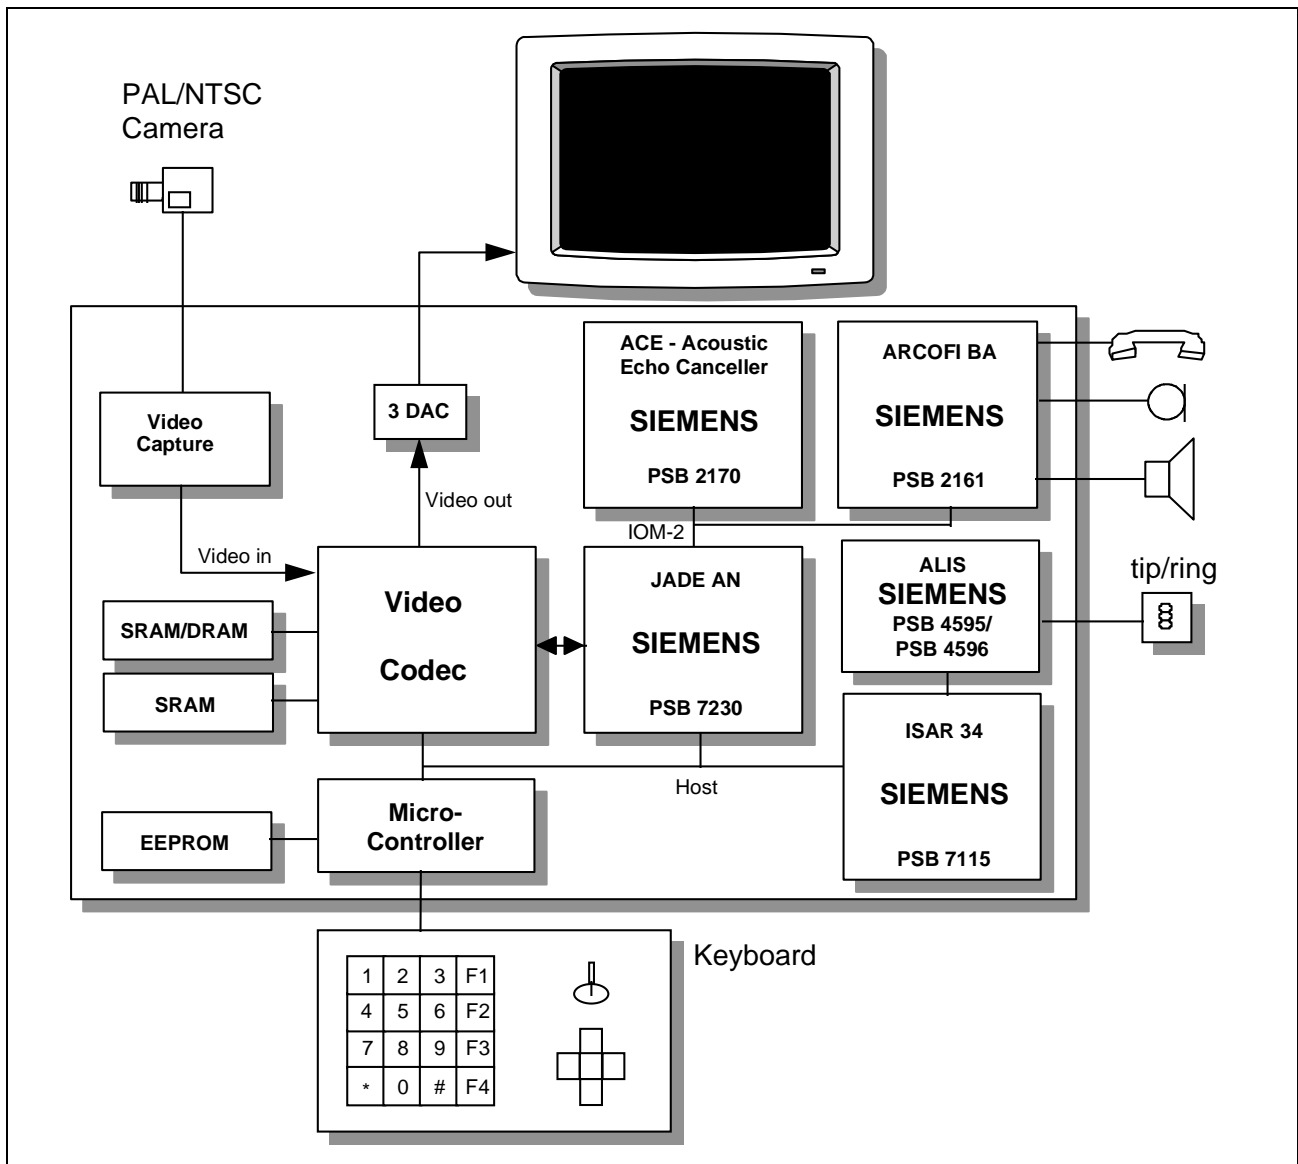 PAL/NTSC
Camera
ACE - Acoustic
Echo Canceller
SIEMENS
PSB 2170
ARCOFI BA
SIEMENS
PSB 2161
Video
Capture
3 DAC
Video out
Video in
IOM-2
Video
Codec
JADE AN
SIEMENS
PSB 7230
ALIS
SIEMENS
PSB 4595/
PSB 4596
tip/ring
8
SRAM/DRAM
SRAM
ISAR 34
SIEMENS
PSB 7115
Host
Micro-
Controller
EEPROM
Keyboard
1 2 3 F1
4 5 6 F2
7 8 9 F3
* 0 # F4